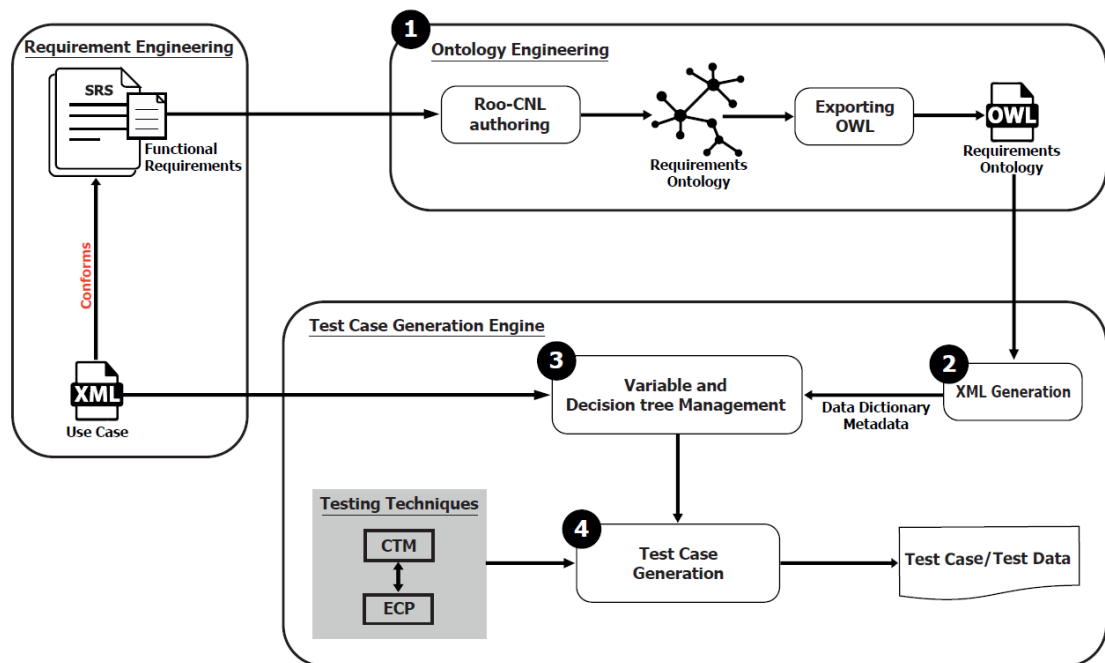 Requirement Engineering
SRS
Functional
Requirements
Conforms
XML
Use Case
1
Ontology Engineering
Roo-CNL
authoring
Requirements
Ontology
Exporting
OWL
OWL
Requirements
Ontology
Test Case Generation Engine
3
Variable and
Decision tree Management
2
XML Generation
Data Dictionary
Metadata
Testing Techniques
CTM
ECP
4
Test Case
Generation
Test Case/Test Data